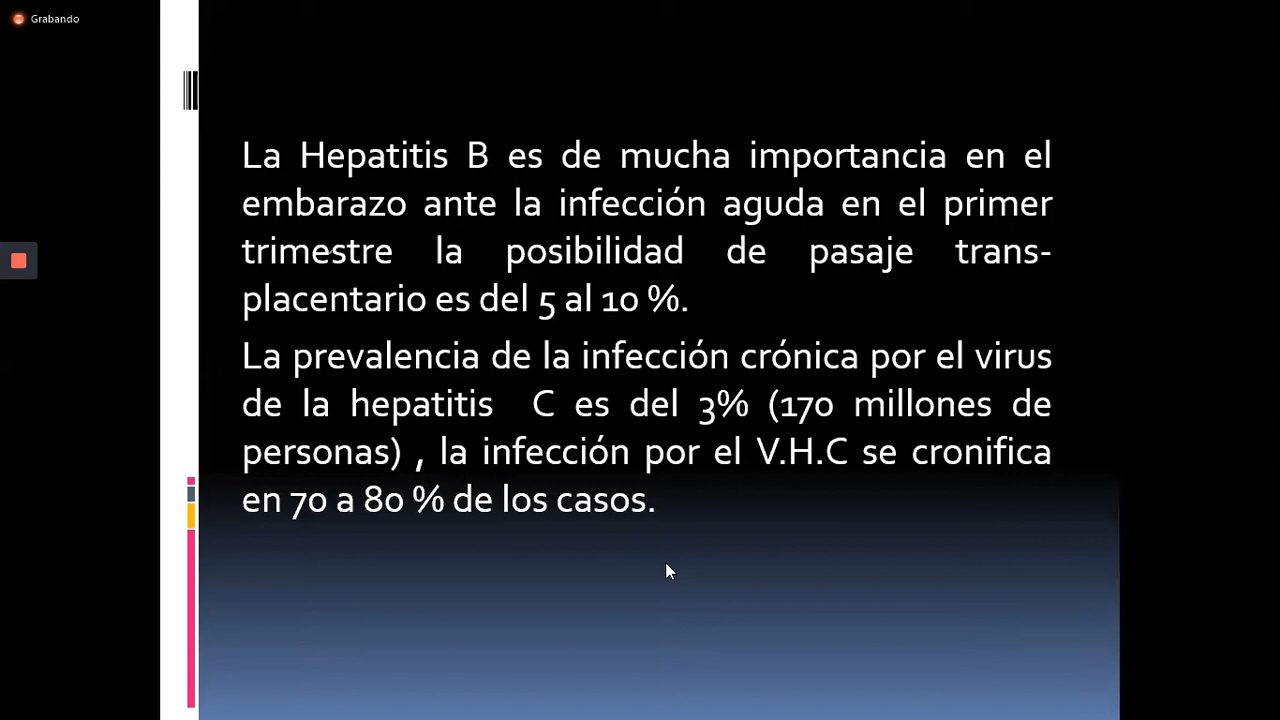 Grabando
La Hepatitis B es de mucha importancia en el
embarazo ante la infección aguda en el primer
trimestre la posibilidad de pasaje trans-
placentario es del 5 al 10 %.
La prevalencia de la infección crónica por el virus
de la hepatitis C es del 3% (170 millones de
personas) , la infección por el V.H.C se cronifica
en 70 a 80 % de los casos.